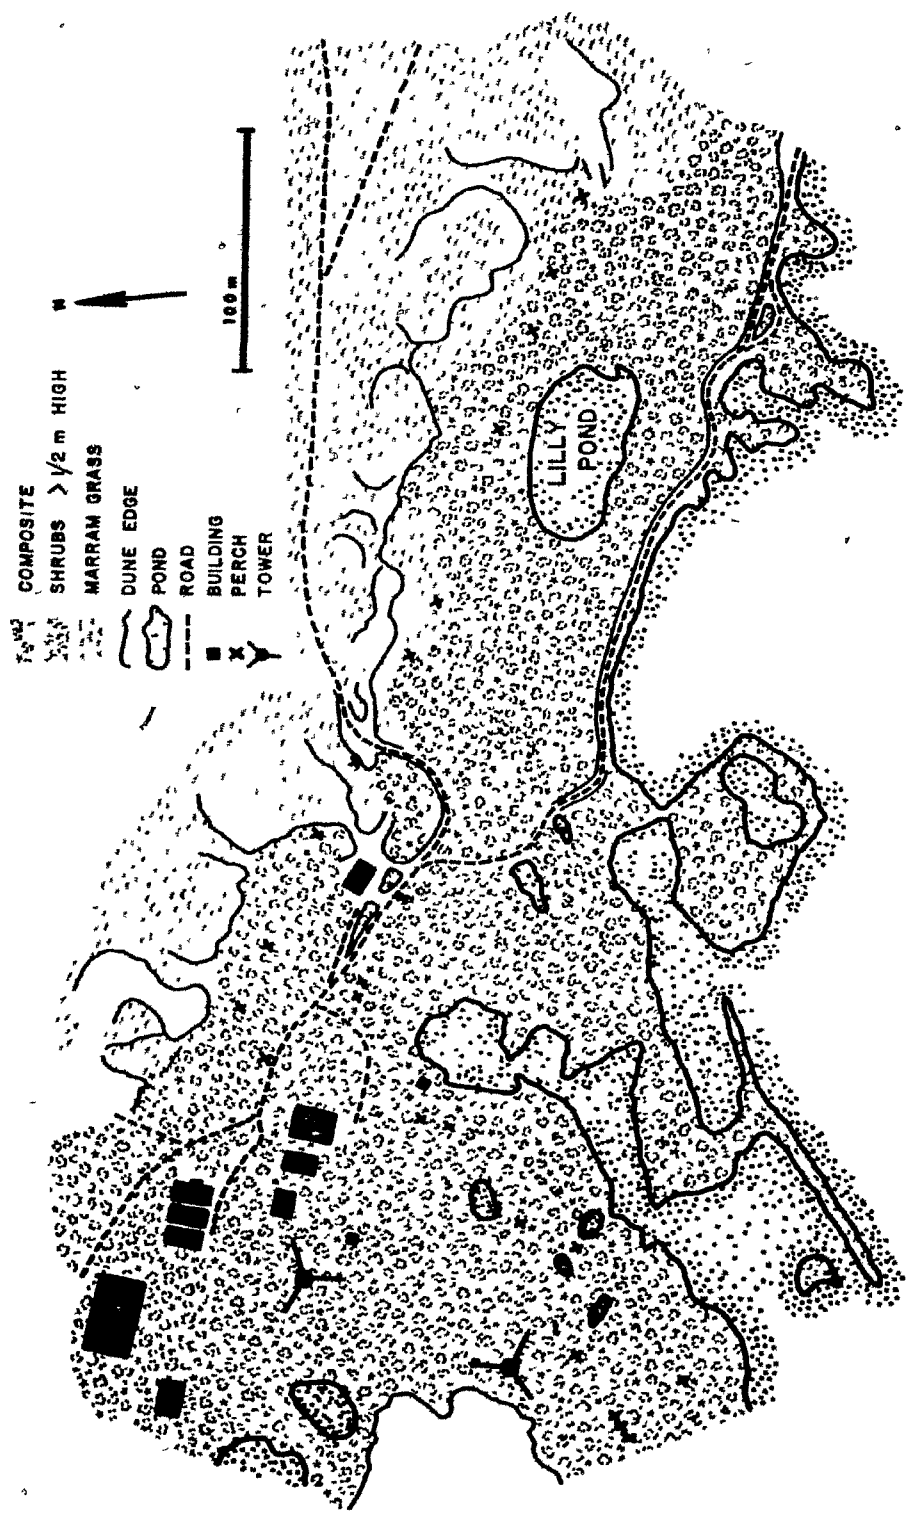 COMPOSITE
SHRUBS > 1/2 m HIGH
MARRAM GRASS
DUNE EDGE
POND
ROAD
BUILDING
PERCH
TOWER
N
100 m
LILLY
POND